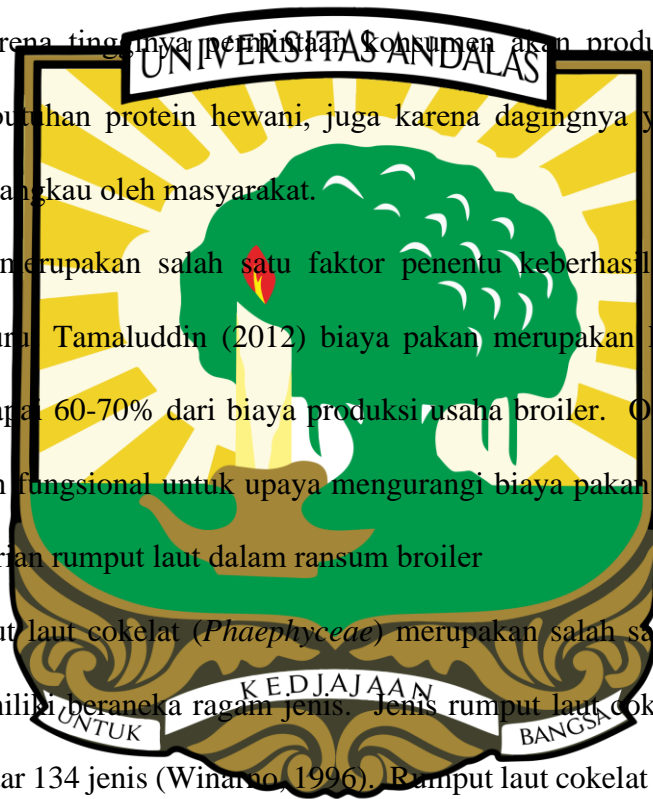 rena tingginya permintaan konsumen akan produ
UNIVERSITAS ANDALAS
butuhan protein hewani, juga karena dagingnya y
angkau oleh masyarakat.
merupakan salah satu faktor penentu keberhasil
uru Tamaluddin (2012) biaya pakan merupakan
apai 60-70% dari biaya produksi usaha broiler. O
n fungsional untuk upaya mengurangi biaya pakan
rian rumput laut dalam ransum broiler
ut laut cokelat (Phaephyceae) merupakan salah sa
miliki beraneka ragam jenis. Jenis rumput laut cok
UNTUK KEDJAJAAN BANGSA
ar 134 jenis (Winarno, 1996). Rumput laut cokelat